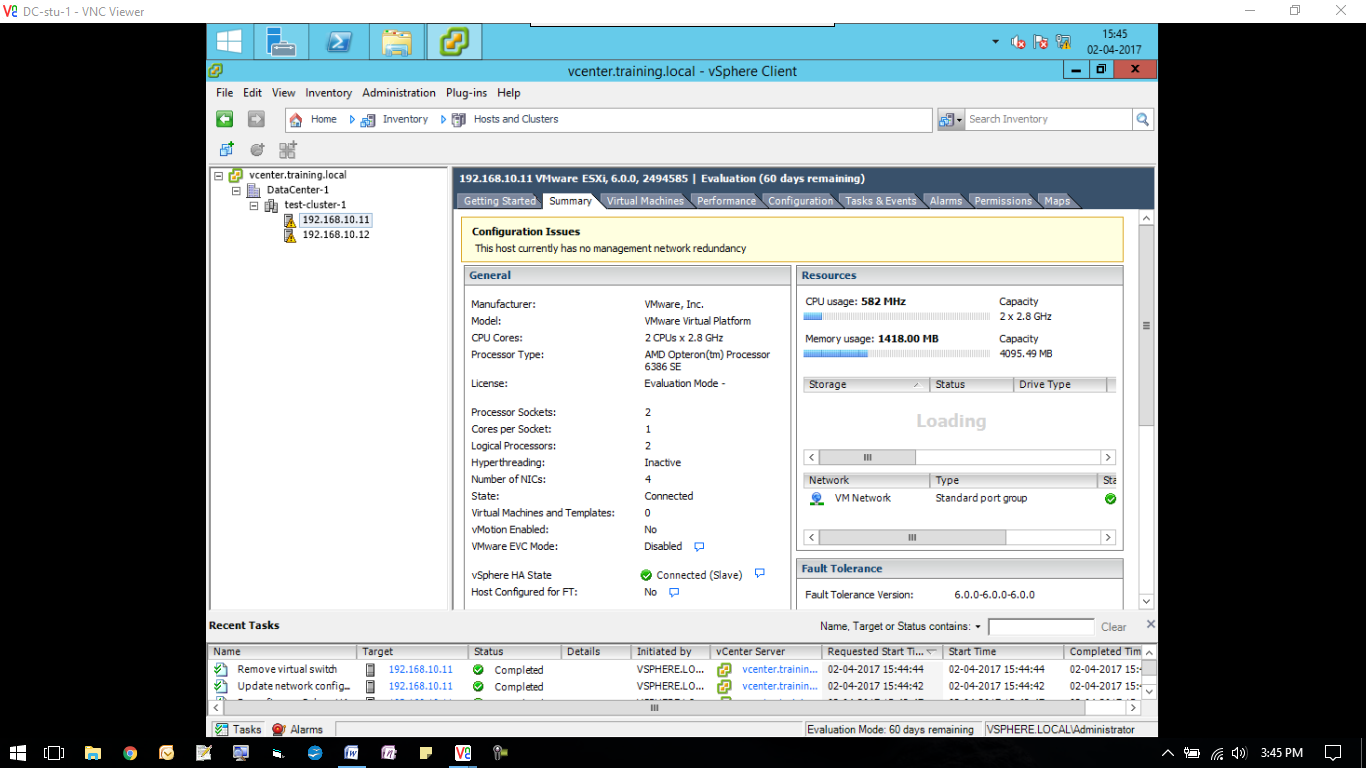 DC-stu-1 - VNC Viewer
15:45
02-04-2017
vcenter.training.local - vSphere Client
File Edit View Inventory Administration Plug-ins Help
Home Inventory Hosts and Clusters Search Inventory
vcenter.training.local
DataCenter-1
test-cluster-1
192.168.10.11
192.168.10.12
192.168.10.11 VMware ESXi, 6.0.0, 2494585 | Evaluation (60 days remaining)
Getting Started Summary Virtual Machines Performance Configuration Tasks & Events Alarms Permissions Maps
Configuration Issues
This host currently has no management network redundancy
General
Manufacturer: VMware, Inc.
Model: VMware Virtual Platform
CPU Cores: 2 CPUs x 2.8 GHz
Processor Type: AMD Opteron(tm) Processor
6386 SE
License: Evaluation Mode -
Processor Sockets: 2
Cores per Socket: 1
Logical Processors: 2
Hyperthreading: Inactive
Number of NICs: 4
State: Connected
Virtual Machines and Templates: 0
vMotion Enabled: No
VMware EVC Mode: Disabled
vSphere HA State Connected (Slave)
Host Configured for FT: No
Resources
CPU usage: 582 MHz Capacity
2 x 2.8 GHz
Memory usage: 1418.00 MB Capacity
4095.49 MB
Storage Status Drive Type
Loading
Network Type Sta
VM Network Standard port group
Fault Tolerance
Fault Tolerance Version: 6.0.0-6.0.0-6.0.0
Recent Tasks Name, Target or Status contains: Clear
Name Target Status Details Initiated by vCenter Server Requested Start Ti... Start Time Completed Tim
Remove virtual switch 192.168.10.11 Completed VSPHERE.LO... vcenter.trainin... 02-04-2017 15:44:44 02-04-2017 15:44:44 02-04-2017 15:4
Update network config... 192.168.10.11 Completed VSPHERE.LO... vcenter.trainin... 02-04-2017 15:44:42 02-04-2017 15:44:42 02-04-2017 15:4
Tasks Alarms Evaluation Mode: 60 days remaining VSPHERE.LOCAL\Administrator
3:45 PM